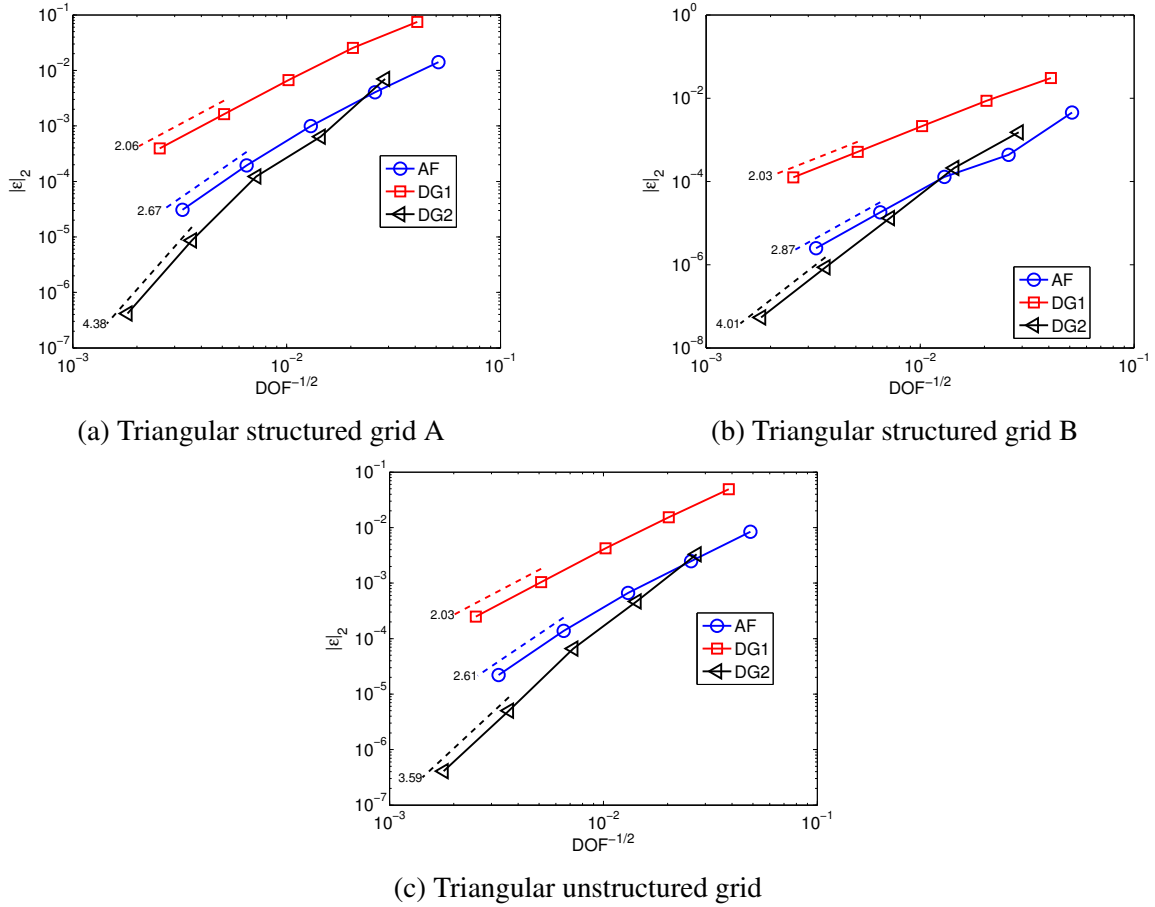 10^-1
10^-2
10^-3
10^-4
10^-5
10^-6
10^-7
|ε|_2
2.06
2.67
4.38
AF
DG1
DG2
10^-3 10^-2 10^-1
DOF^-1/2
(a) Triangular structured grid A
10^0
10^-2
10^-4
10^-6
10^-8
|ε|_2
2.03
2.87
4.01
AF
DG1
DG2
10^-3 10^-2 10^-1
DOF^-1/2
(b) Triangular structured grid B
10^-1
10^-2
10^-3
10^-4
10^-5
10^-6
10^-7
|ε|_2
2.03
2.61
3.59
AF
DG1
DG2
10^-3 10^-2 10^-1
DOF^-1/2
(c) Triangular unstructured grid